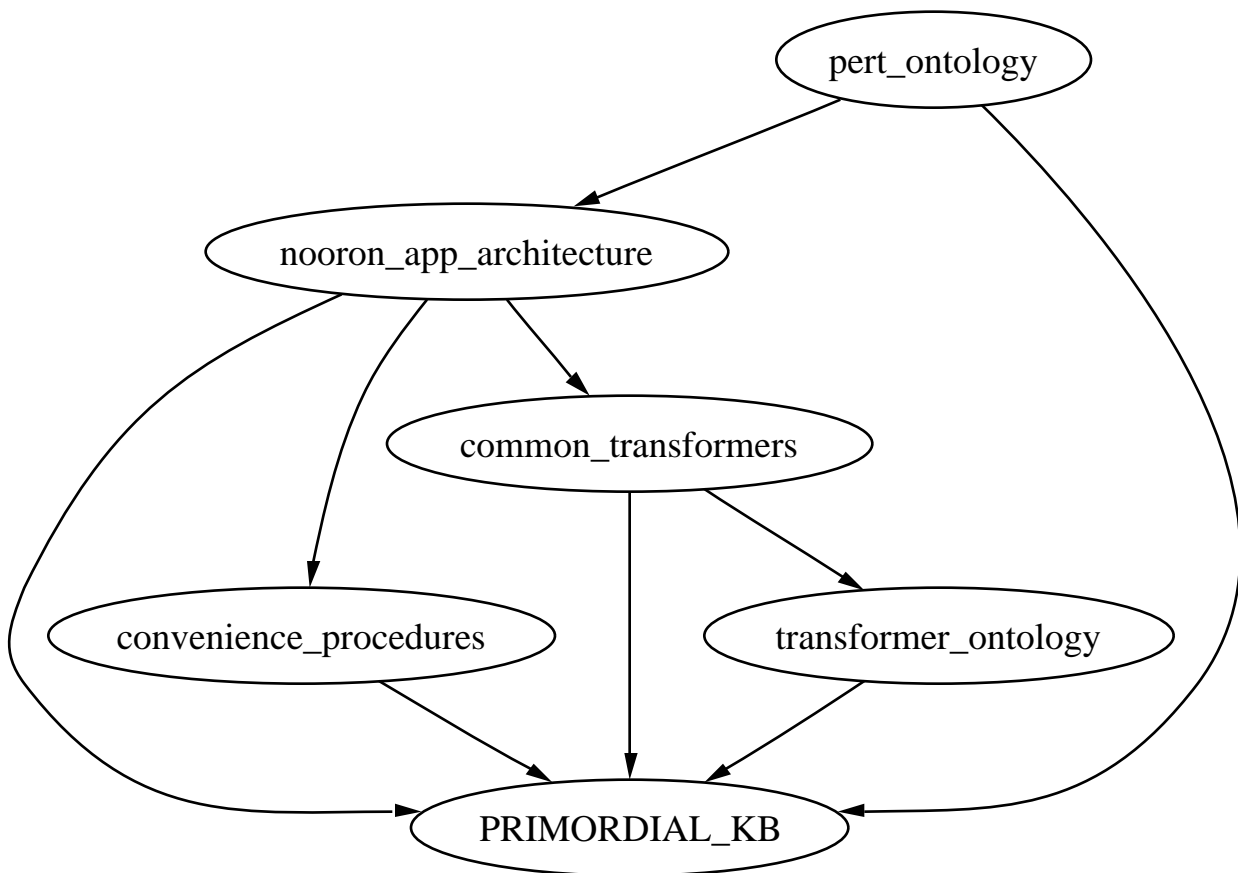 pert_ontology
nooron_app_architecture
common_transformers
convenience_procedures
transformer_ontology
PRIMORDIAL_KB